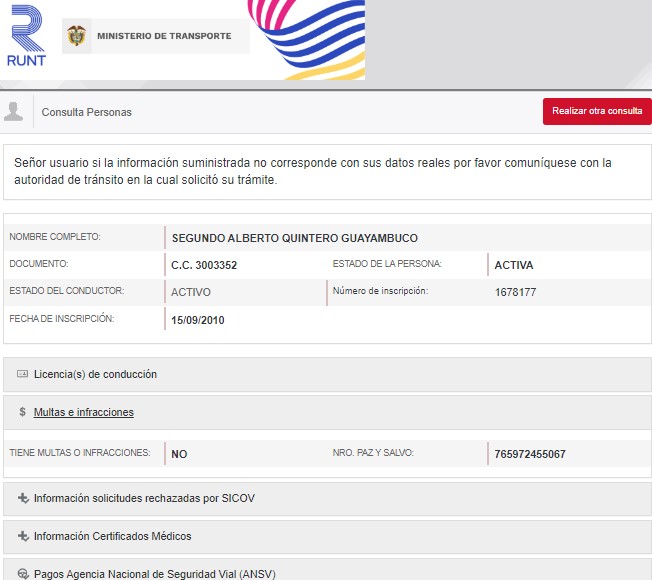 RUNT
MINISTERIO DE TRANSPORTE
Consulta Personas
Realizar otra consulta
Señor usuario si la información suministrada no corresponde con sus datos reales por favor comuníquese con la
autoridad de tránsito en la cual solicitó su trámite.
NOMBRE COMPLETO: SEGUNDO ALBERTO QUINTERO GUAYAMBUCO
DOCUMENTO: C.C. 3003352 ESTADO DE LA PERSONA: ACTIVA
ESTADO DEL CONDUCTOR: ACTIVO Número de inscripción: 1678177
FECHA DE INSCRIPCIÓN: 15/09/2010
Licencia(s) de conducción
$ Multas e infracciones
TIENE MULTAS O INFRACCIONES: NO NRO. PAZ Y SALVO: 765972455067
Información solicitudes rechazadas por SICOV
Información Certificados Médicos
Pagos Agencia Nacional de Seguridad Vial (ANSV)